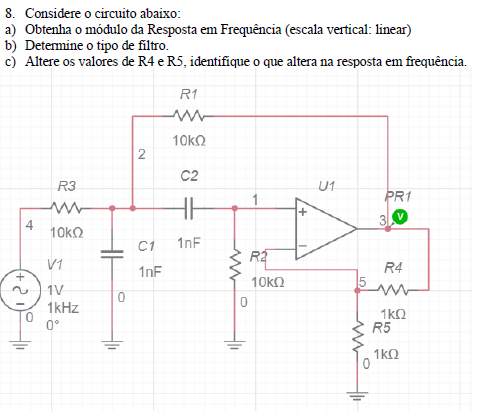 8. Considere o circuito abaixo:
a) Obtenha o módulo da Resposta em Frequência (escala vertical: linear)
b) Determine o tipo de filtro.
c) Altere os valores de R4 e R5, identifique o que altera na resposta em frequência.
R1
10kΩ
2
C2
1nF
R3
10kΩ
4
1
U1
PR1
3
V
C1
1nF
R2
10kΩ
V1
1V
1kHz
0°
0
0
0
5
R4
1kΩ
R5
1kΩ
0